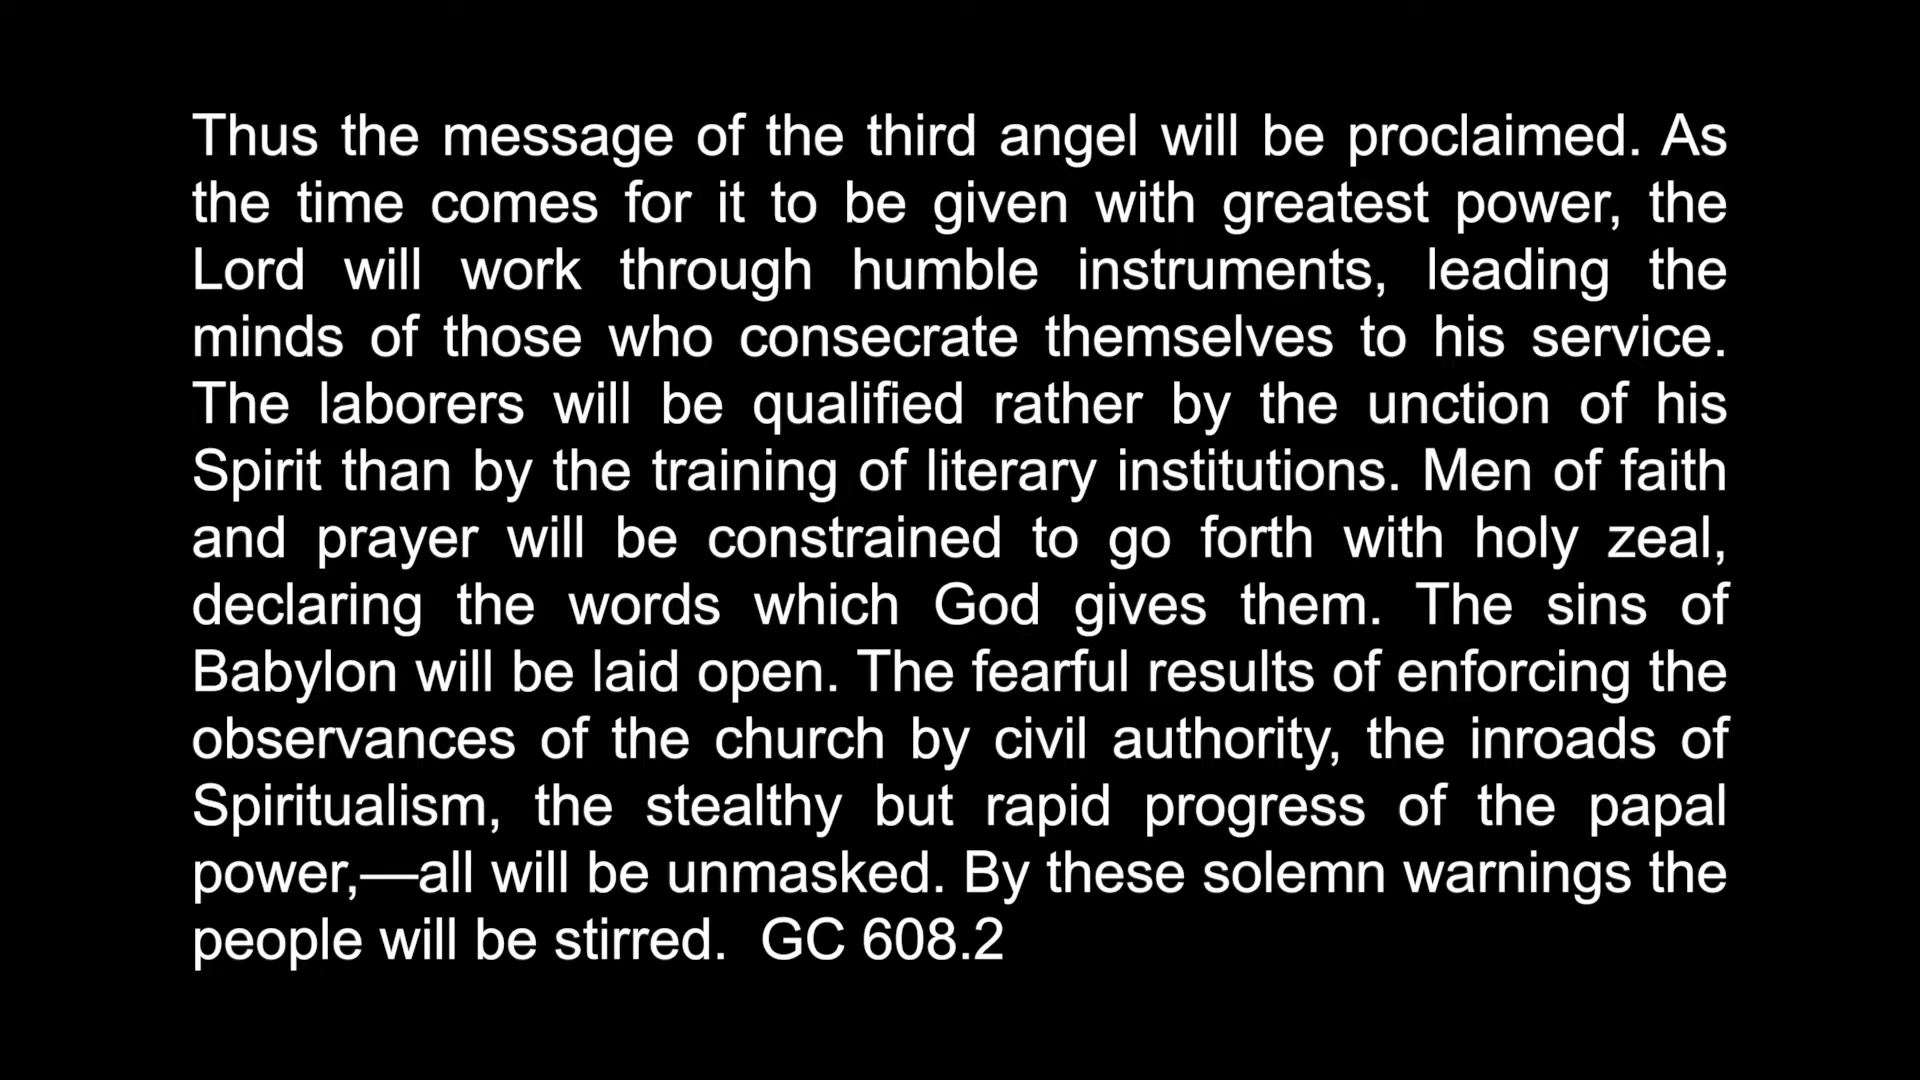 Thus the message of the third angel will be proclaimed. As
the time comes for it to be given with greatest power, the
Lord will work through humble instruments, leading the
minds of those who consecrate themselves to his service.
The laborers will be qualified rather by the unction of his
Spirit than by the training of literary institutions. Men of faith
and prayer will be constrained to go forth with holy zeal,
declaring the words which God gives them. The sins of
Babylon will be laid open. The fearful results of enforcing the
observances of the church by civil authority, the inroads of
Spiritualism, the stealthy but rapid progress of the papal
power,—all will be unmasked. By these solemn warnings the
people will be stirred.  GC 608.2